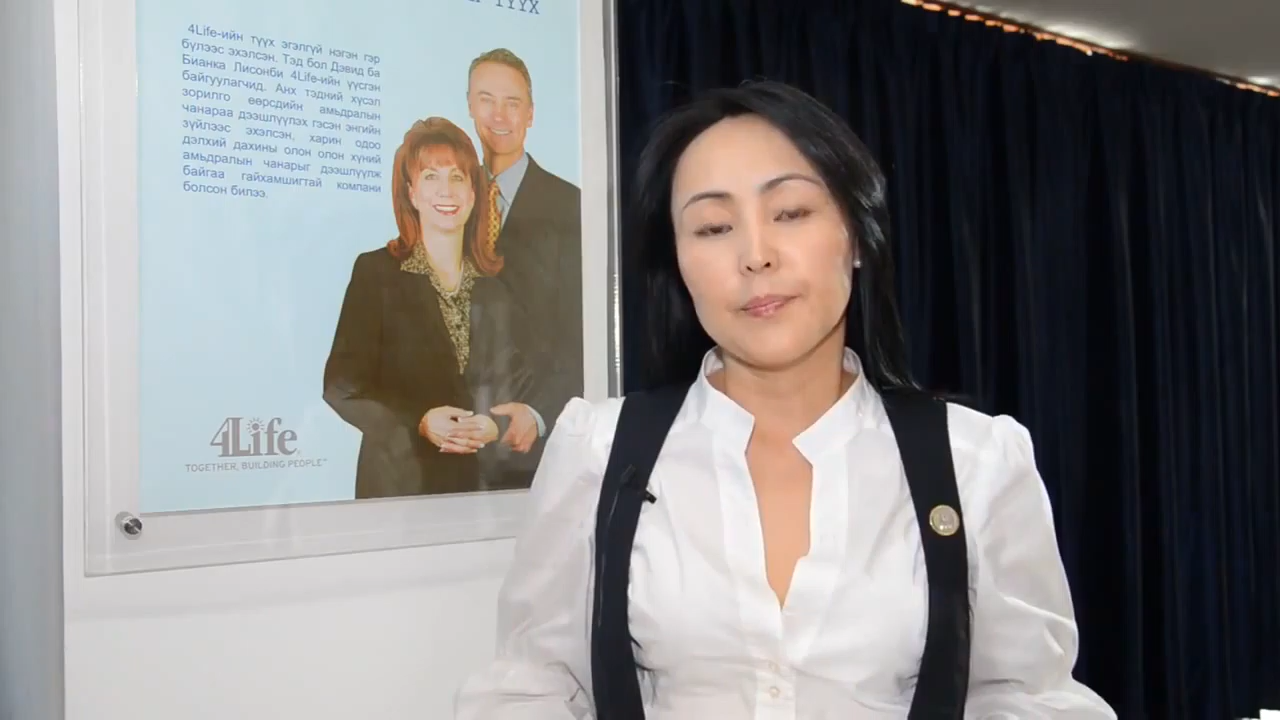 ТҮҮХ
4Life-ийн түүх эгэлгүй нэгэн гэр
бүлээс эхэлсэн. Тэд бол Дэвид ба
Бианка Лисонби 4Life-ийн үүсгэн
байгуулагчид. Анх тэдний хүсэл
зорилго өөрсдийн амьдралын
чанараа дээшлүүлэх гэсэн энгийн
зүйлээс эхэлсэн, харин одоо
дэлхий дахины олон олон хүний
амьдралын чанарыг дээшлүүлж
байгаа гайхамшигтай компани
болсон билээ.
4Life
TOGETHER, BUILDING PEOPLE™